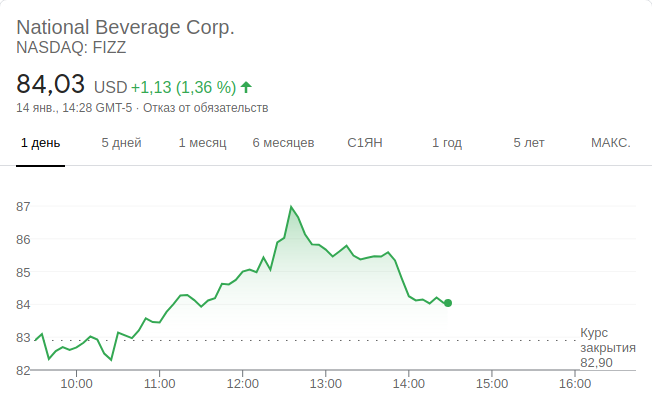 National Beverage Corp.
NASDAQ: FIZZ
84,03 USD +1,13 (1,36 %)
14 янв., 14:28 GMT-5 · Отказ от обязательств
1 день 5 дней 1 месяц 6 месяцев С1ЯН 1 год 5 лет МАКС.
87
86
85
84
83
82
Курс
закрытия
82,90
10:00 11:00 12:00 13:00 14:00 15:00 16:00